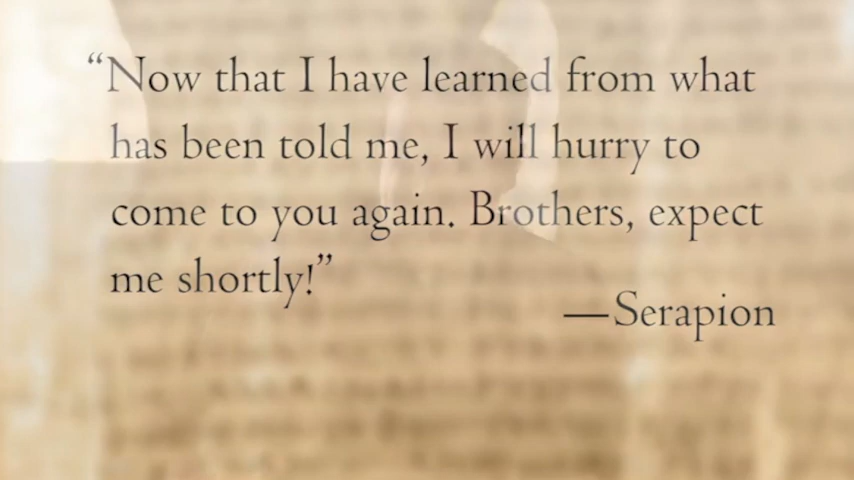 “Now that I have learned from what
has been told me, I will hurry to
come to you again. Brothers, expect
me shortly!”
—Serapion